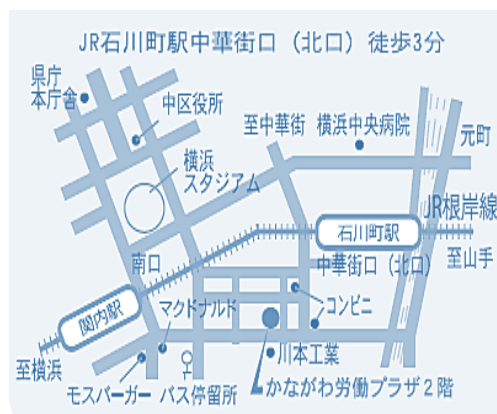 JR石川町駅中華街口（北口）徒歩3分
県庁
本庁舎
中区役所
至中華街
横浜中央病院
元町
横浜
スタジアム
JR根岸線
石川町駅
中華街口（北口）
至山手
南口
関内駅
マクドナルド
コンビニ
至横浜
川本工業
モスバーガー
バス停留所
かながわ労働プラザ2階